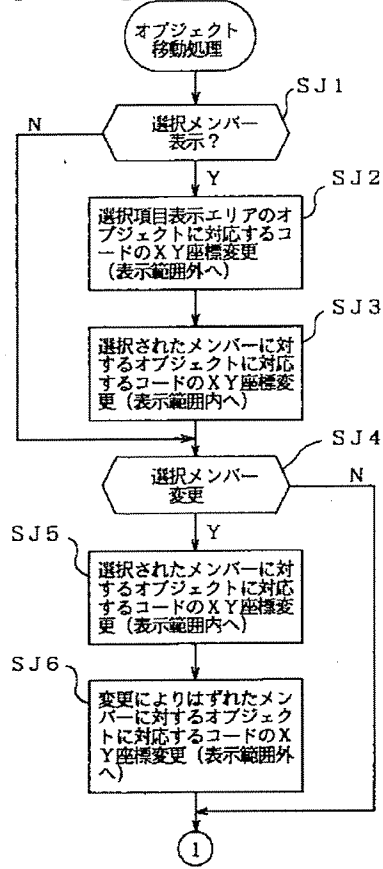 オブジェクト
移動処理
SJ1
選択メンバー
表示?
N
Y
SJ2
選択項目表示エリアのオ
ブジェクトに対応するコ
ードのXY座標変更
(表示範囲外へ)
SJ3
選択されたメンバーに対
するオブジェクトに対応
するコードのXY座標変
更(表示範囲内へ)
SJ4
選択メンバー
変更
N
Y
SJ5
選択されたメンバーに対
するオブジェクトに対応
するコードのXY座標変
更(表示範囲内へ)
SJ6
変更によりはずれたメン
バーに対するオブジェク
トに対応するコードのX
Y座標変更(表示範囲外
へ)
1